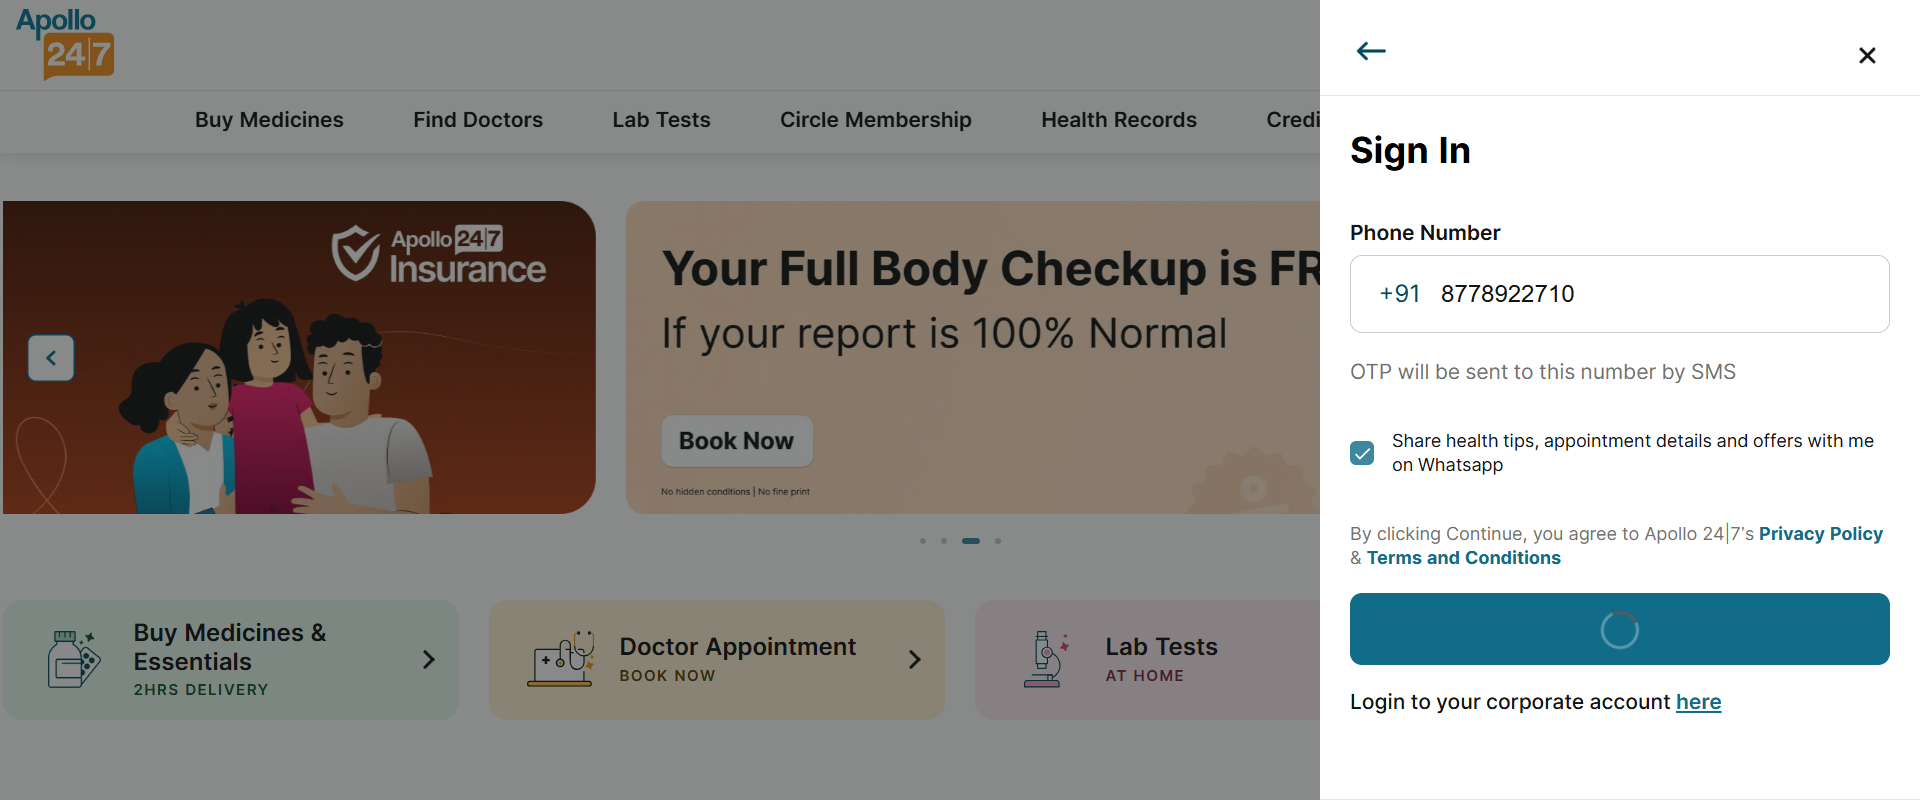 Apollo
24|7
Buy Medicines
Find Doctors
Lab Tests
Circle Membership
Health Records
Credi
Apollo 24|7
Insurance
Your Full Body Checkup is FR
If your report is 100% Normal
Book Now
No hidden conditions | No fine print
Buy Medicines &
Essentials
2HRS DELIVERY
Doctor Appointment
BOOK NOW
Lab Tests
AT HOME
Sign In
Phone Number
+91 8778922710
OTP will be sent to this number by SMS
Share health tips, appointment details and offers with me
on Whatsapp
By clicking Continue, you agree to Apollo 24|7's Privacy Policy
& Terms and Conditions
Login to your corporate account here